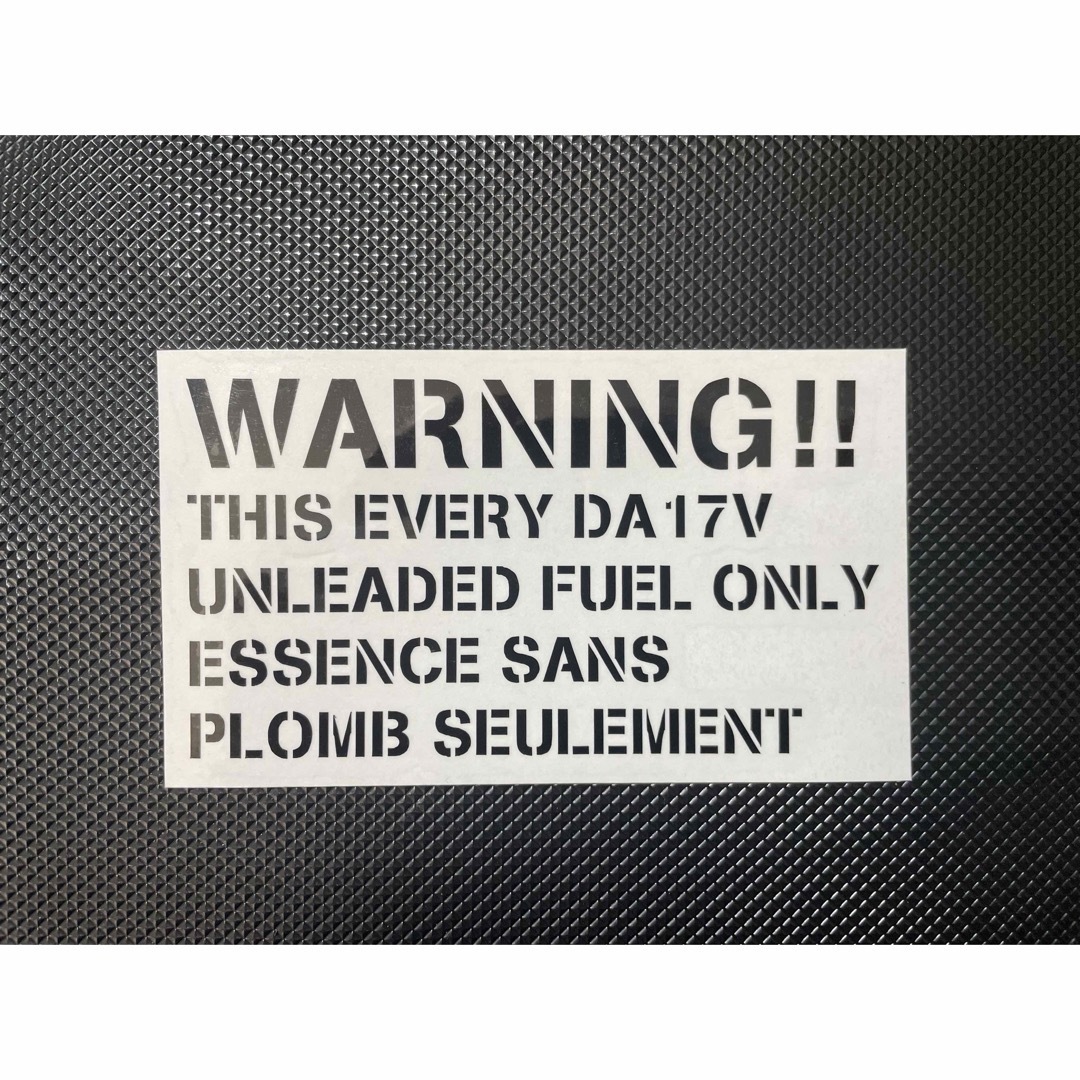 WARNING!!
THIS EVERY DA17V
UNLEADED FUEL ONLY
ESSENCE SANS
PLOMB SEULEMENT